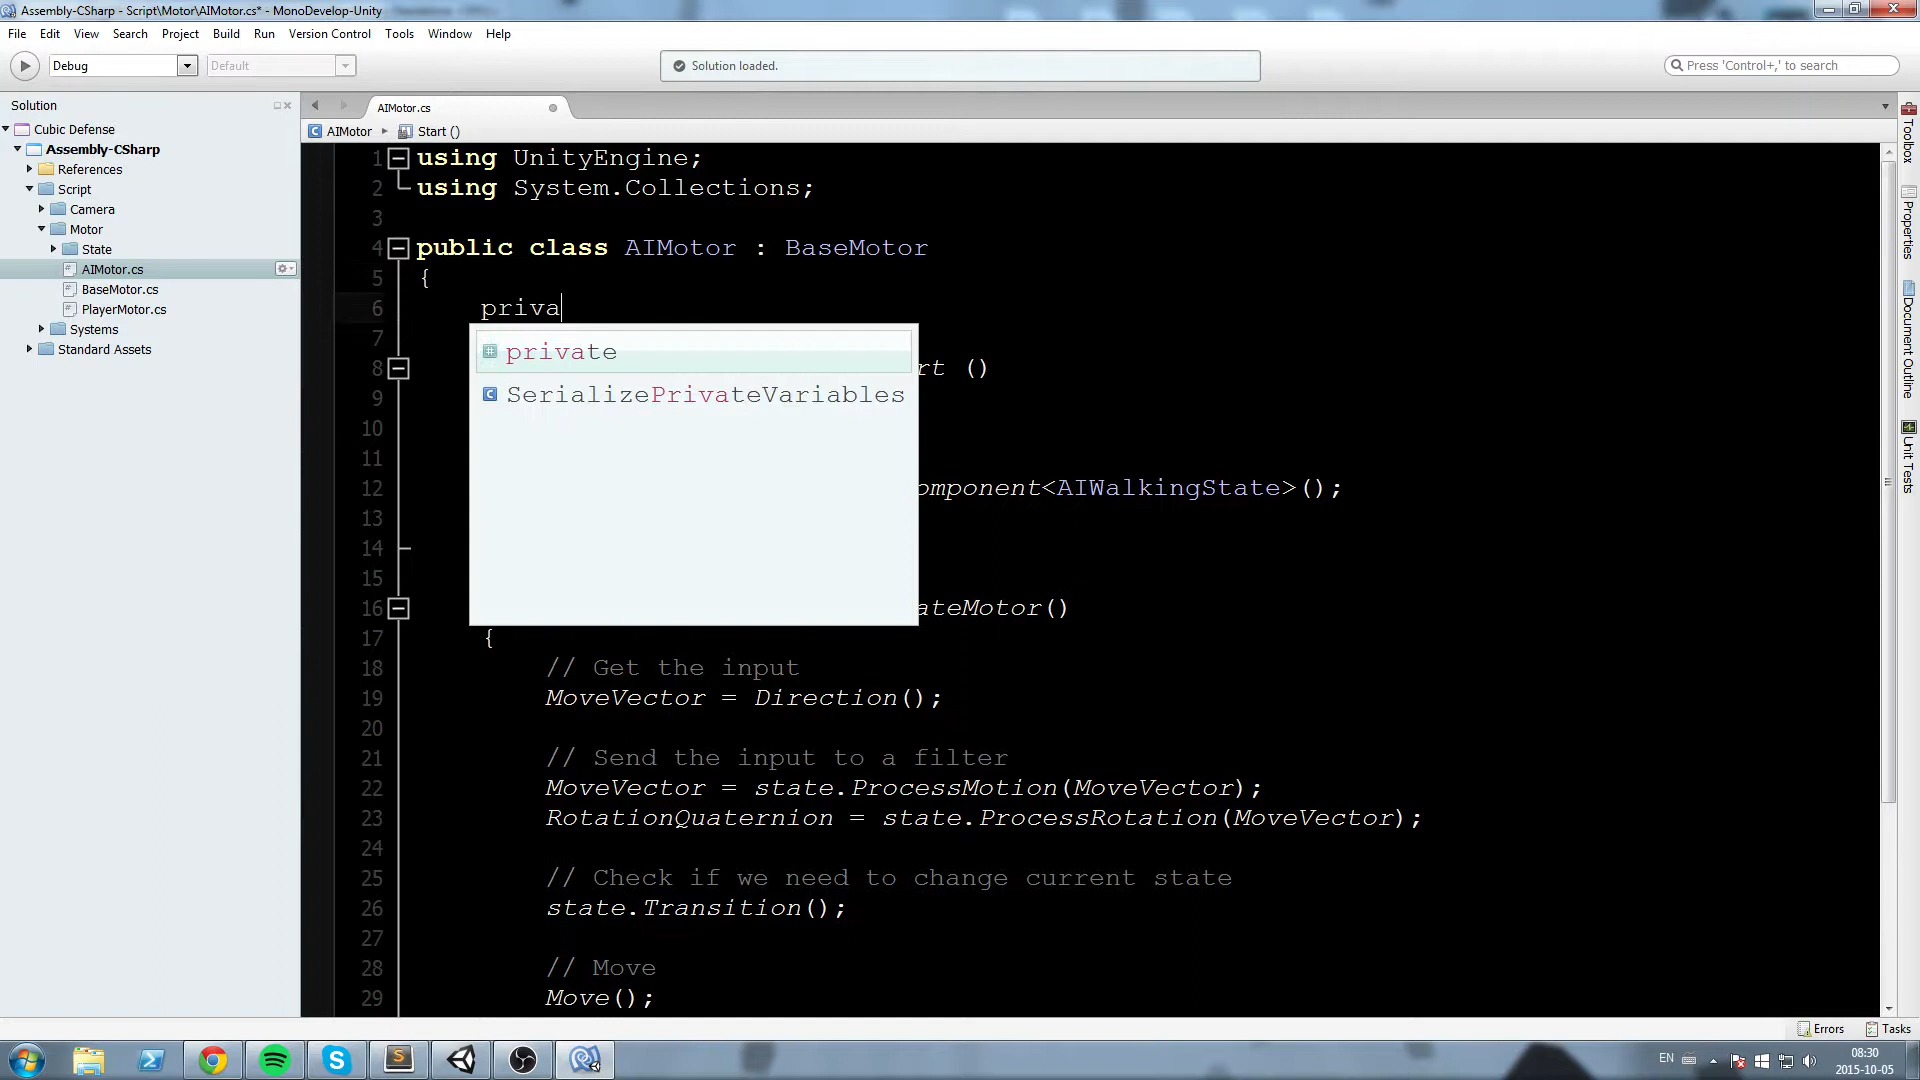 Assembly-CSharp - Script\Motor\AIMotor.cs* - MonoDevelop-Unity
File Edit View Search Project Build Run Version Control Tools Window Help
Debug Default Solution loaded. Press 'Control+,' to search
Solution
Cubic Defense
Assembly-CSharp
References
Script
Camera
Motor
State
AIMotor.cs
BaseMotor.cs
PlayerMotor.cs
Systems
Standard Assets
AIMotor.cs
AIMotor Start ()
1 using UnityEngine;
2 using System.Collections;
3
4 public class AIMotor : BaseMotor
5 {
6 priva
7
private
8 rt ()
SerializePrivateVariables
9
10
11
12 omponent<AIWalkingState>();
13
14
15
16 ateMotor()
17 {
18 // Get the input
19 MoveVector = Direction();
20
21 // Send the input to a filter
22 MoveVector = state.ProcessMotion(MoveVector);
23 RotationQuaternion = state.ProcessRotation(MoveVector);
24
25 // Check if we need to change current state
26 state.Transition();
27
28 // Move
29 Move();
Toolbox
Properties
Document Outline
Unit Tests
Errors Tasks
EN 08:30
2015-10-05